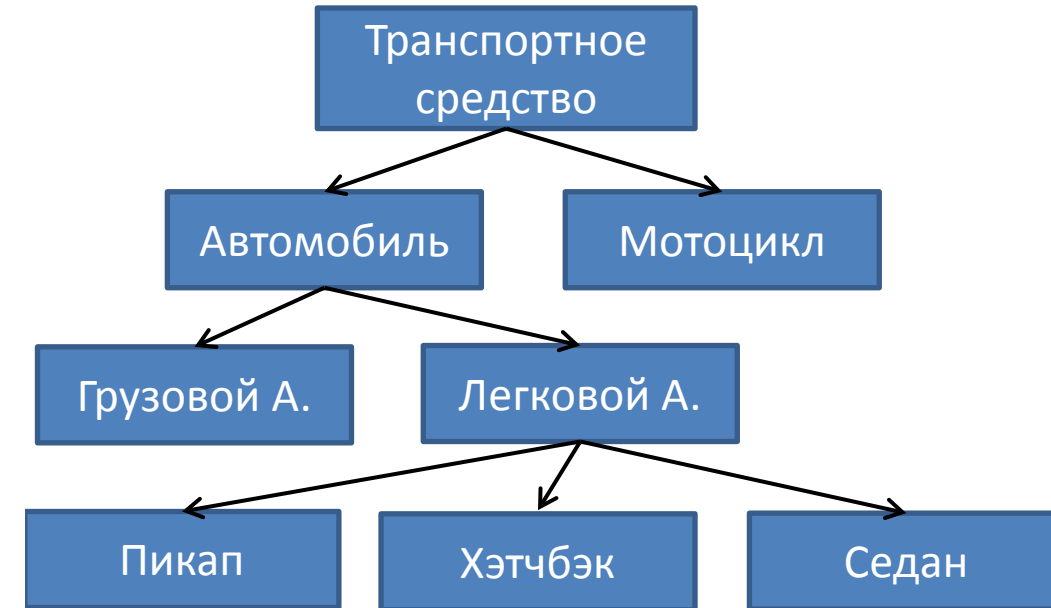 Транспортное
средство
Автомобиль
Мотоцикл
Грузовой А.
Легковой А.
Пикап
Хэтчбэк
Седан